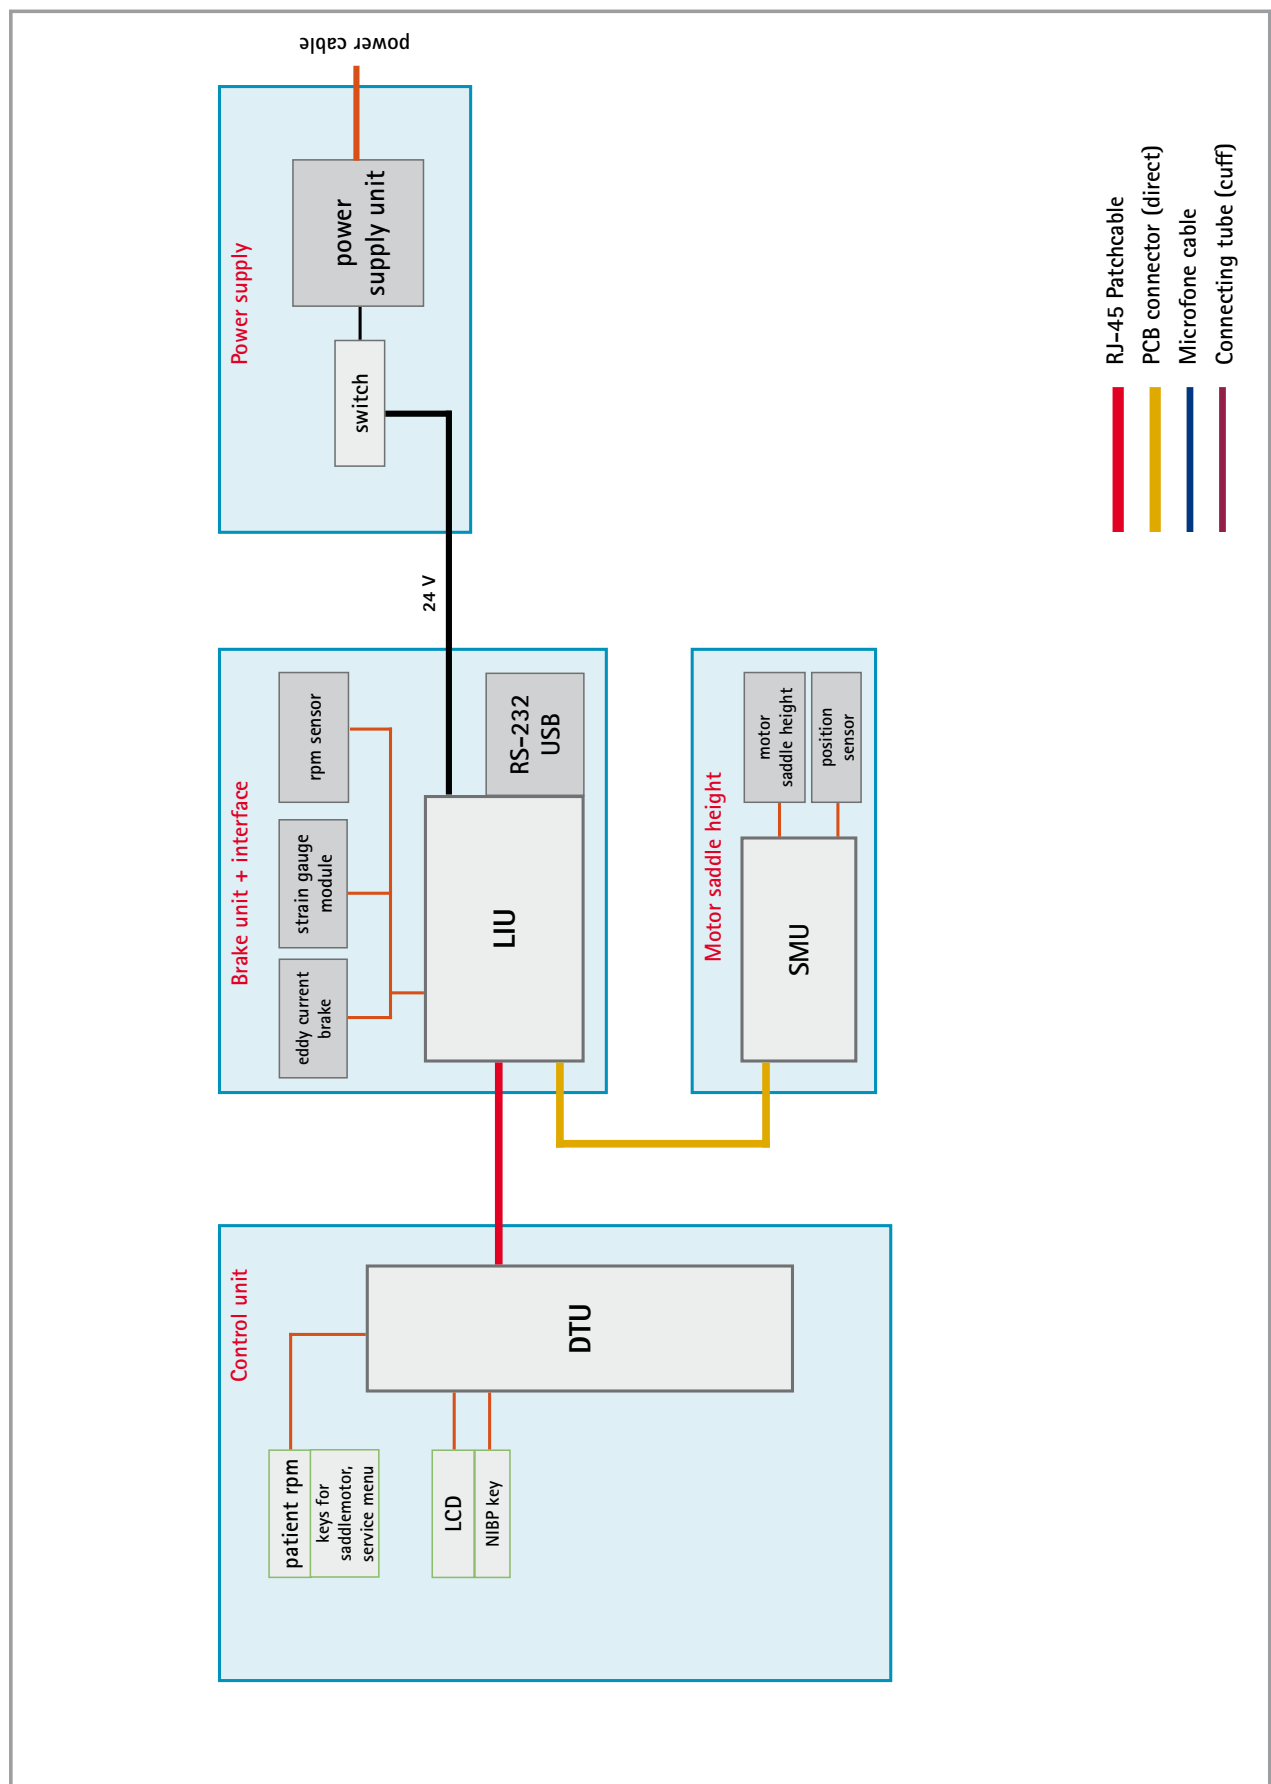 power cable
Power supply
power
supply unit
switch
24 V
Brake unit + interface
rpm sensor
strain gauge
module
eddy current
brake
LIU
RS-232
USB
Motor saddle height
motor
saddle height
position
sensor
SMU
Control unit
DTU
patient rpm
keys for
saddlemotor,
service menu
LCD
NIBP key
RJ-45 Patchcable
PCB connector (direct)
Microfone cable
Connecting tube (cuff)